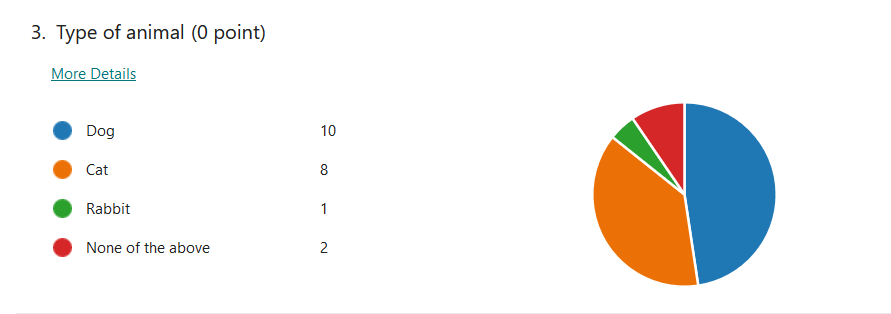 3. Type of animal (0 point)
More Details
Dog 10
Cat 8
Rabbit 1
None of the above 2